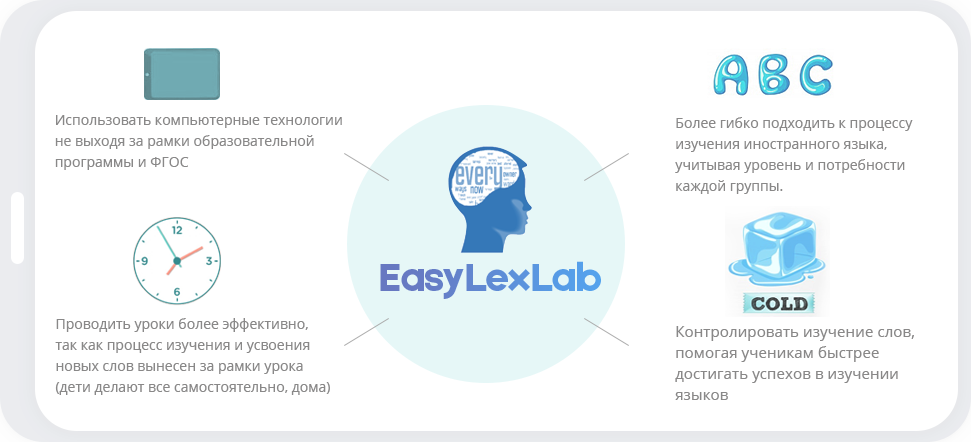 Использовать компьютерные технологии
не выходя за рамки образовательной
программы и ФГОС
12
3
6
9
Проводить уроки более эффективно,
так как процесс изучения и усвоения
новых слов вынесен за рамки урока
(дети делают все самостоятельно, дома)
every
ways now
EasyLexLab
ABC
Более гибко подходить к процессу
изучения иностранного языка,
учитывая уровень и потребности
каждой группы.
COLD
Контролировать изучение слов,
помогая ученикам быстрее
достигать успехов в изучении
языков